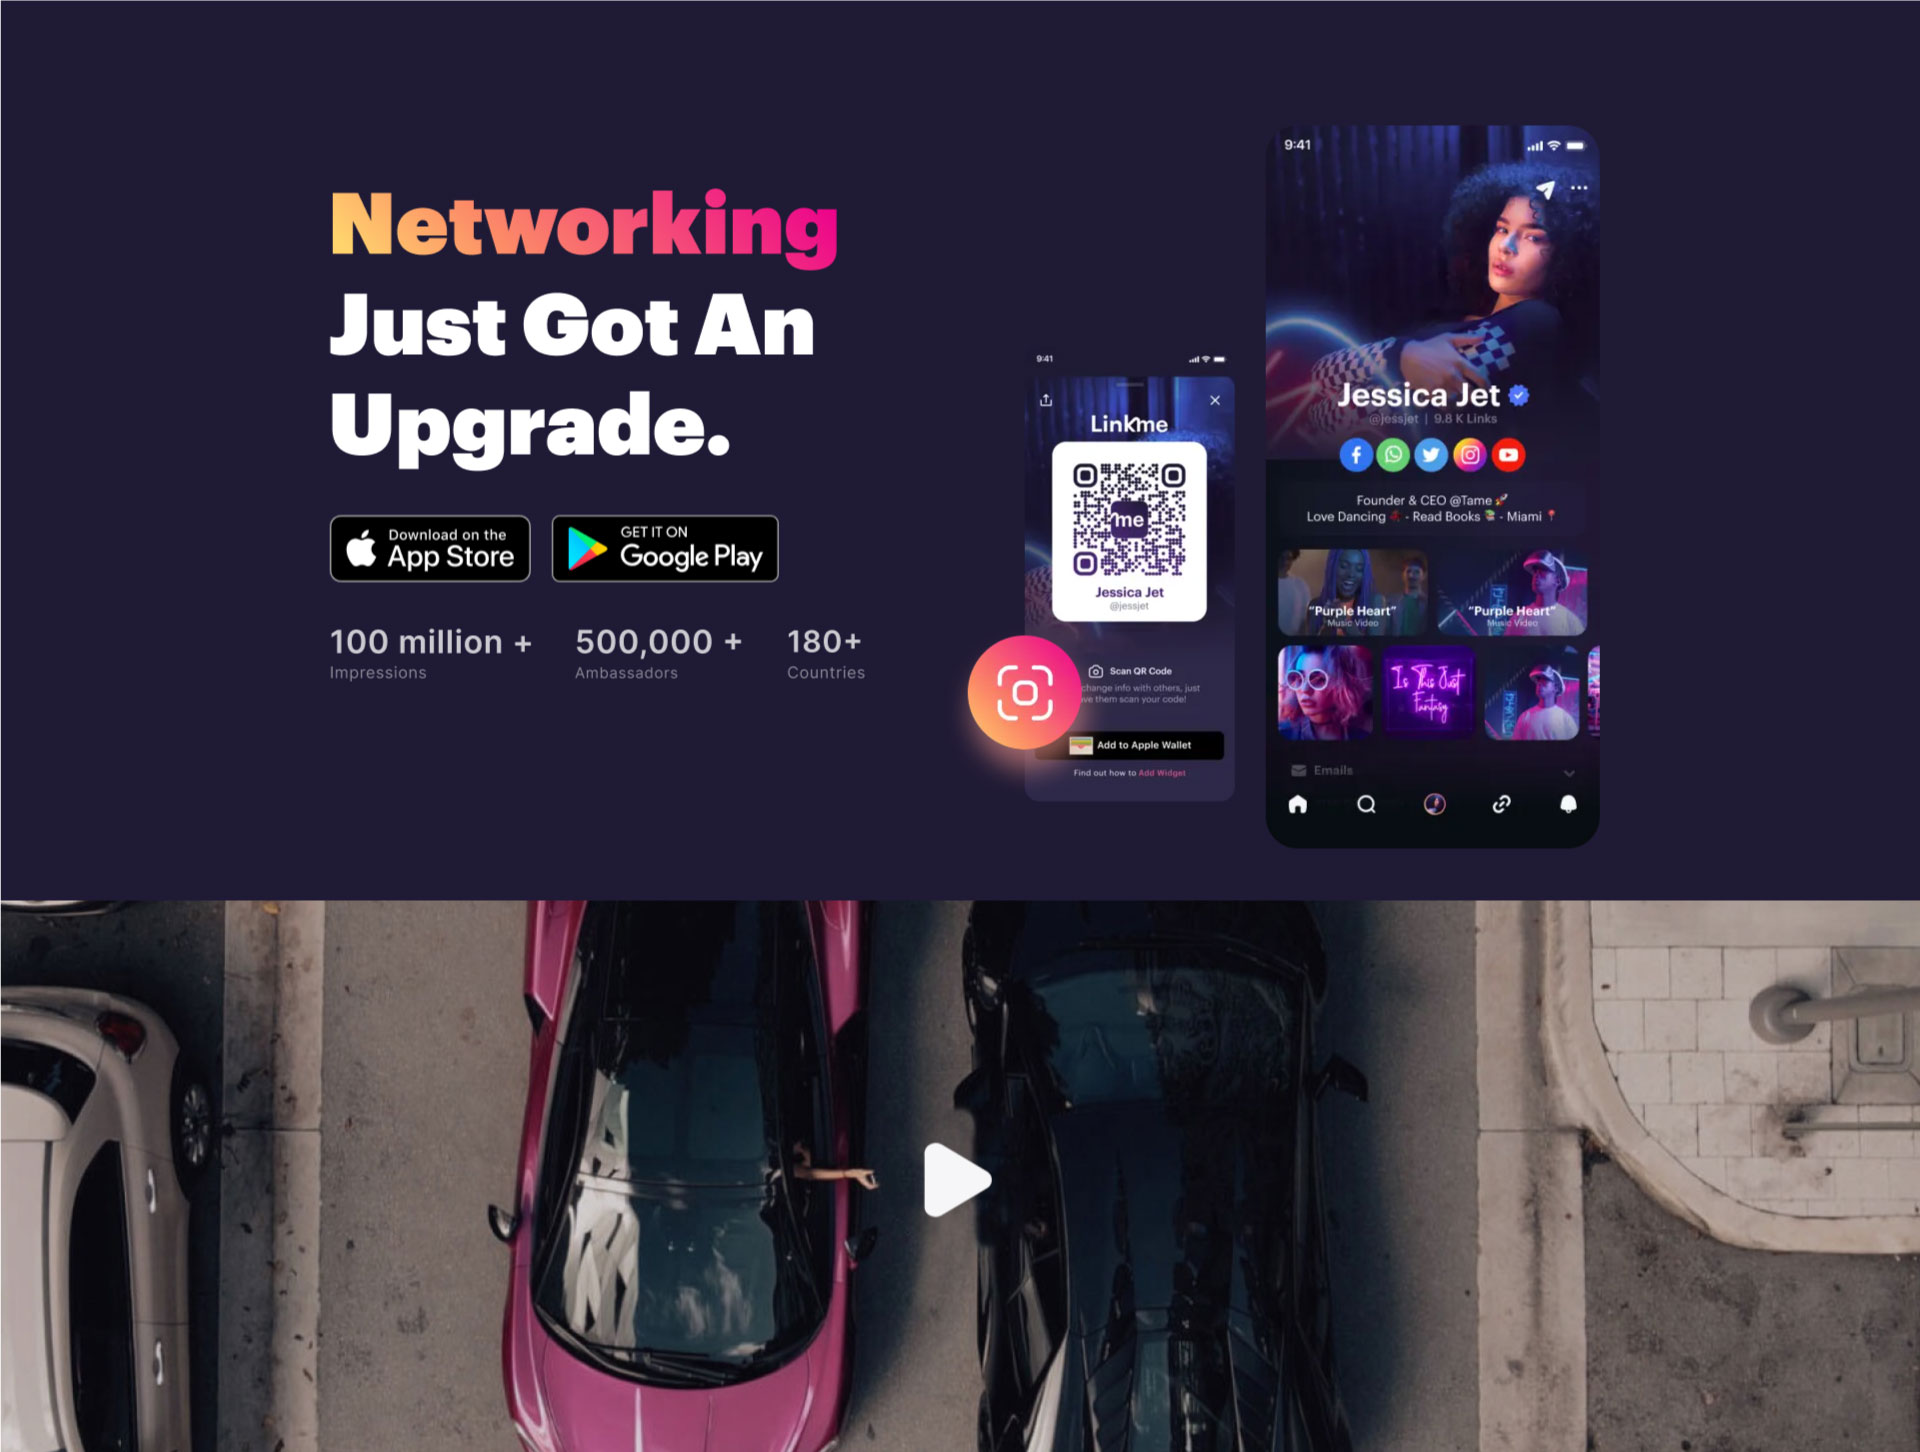 Networking
Just Got An
Upgrade.
Download on the
App Store
GET IT ON
Google Play
100 million +
Impressions
500,000 +
Ambassadors
180+
Countries
9:41
Linkme
me
Jessica Jet
@jessjet
Scan QR Code
change info with others, just
ve them scan your code!
Add to Apple Wallet
Find out how to Add Widget
9:41
Jessica Jet
@jessjet | 9.8 K Links
Founder & CEO @Tame 🚀
Love Dancing 💃 - Read Books 📚 - Miami 📍
“Purple Heart”
Music Video
“Purple Heart”
Music Video
Is This Just
Fantasy
Emails